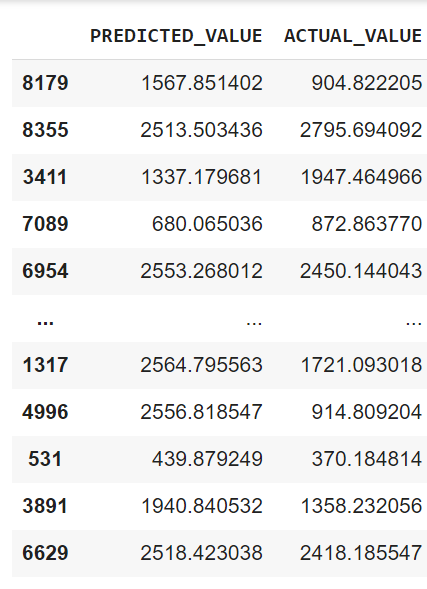 PREDICTED_VALUE ACTUAL_VALUE
8179 1567.851402 904.822205
8355 2513.503436 2795.694092
3411 1337.179681 1947.464966
7089 680.065036 872.863770
6954 2553.268012 2450.144043
... ... ...
1317 2564.795563 1721.093018
4996 2556.818547 914.809204
531 439.879249 370.184814
3891 1940.840532 1358.232056
6629 2518.423038 2418.185547